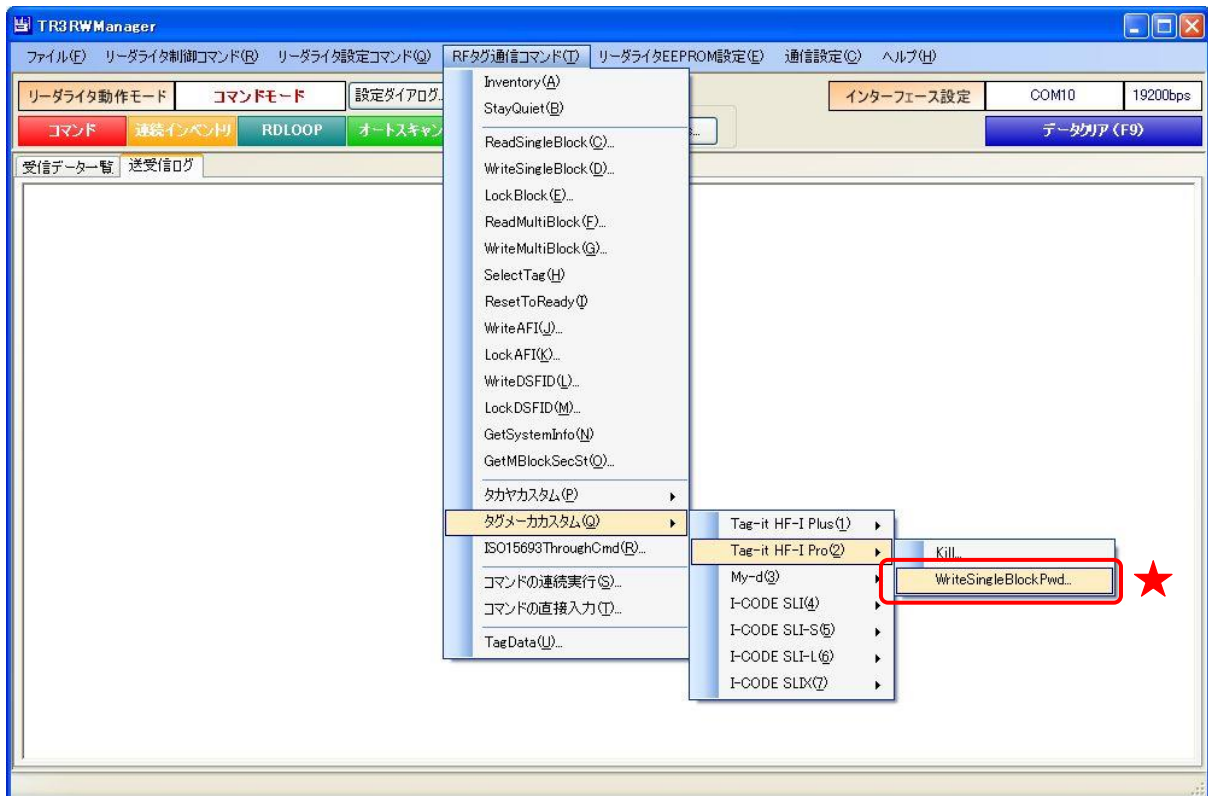 TR3RWManager
ファイル(F) リーダライタ制御コマンド(R) リーダライタ設定コマンド(Q) RFタグ通信コマンド(T) リーダライタEEPROM設定(E) 通信設定(C) ヘルプ(H)
リーダライタ動作モード コマンドモード 設定ダイアログ... インターフェース設定 COM10 19200bps
コマンド 連続インベントリ RDLOOP オートスキャン データクリア(F9)
受信データ一覧 送受信ログ
Inventory(A)
StayQuiet(B)
ReadSingleBlock(C)...
WriteSingleBlock(D)...
LockBlock(E)...
ReadMultiBlock(F)...
WriteMultiBlock(G)...
SelectTag(H)
ResetToReady(I)
WriteAFI(J)...
LockAFI(K)...
WriteDSFID(L)...
LockDSFID(M)...
GetSystemInfo(N)
GetMBlockSecSt(O)...
タカヤカスタム(P)
タグメーカカスタム(Q)
ISO15693ThroughCmd(R)...
コマンドの連続実行(S)...
コマンドの直接入力(T)...
TagData(U)...
Tag-it HF-I Plus(1)
Tag-it HF-I Pro(2)
My-d(3)
I-CODE SLI(4)
I-CODE SLI-S(5)
I-CODE SLI-L(6)
I-CODE SLIX(7)
Kill...
WriteSingleBlockPwd...